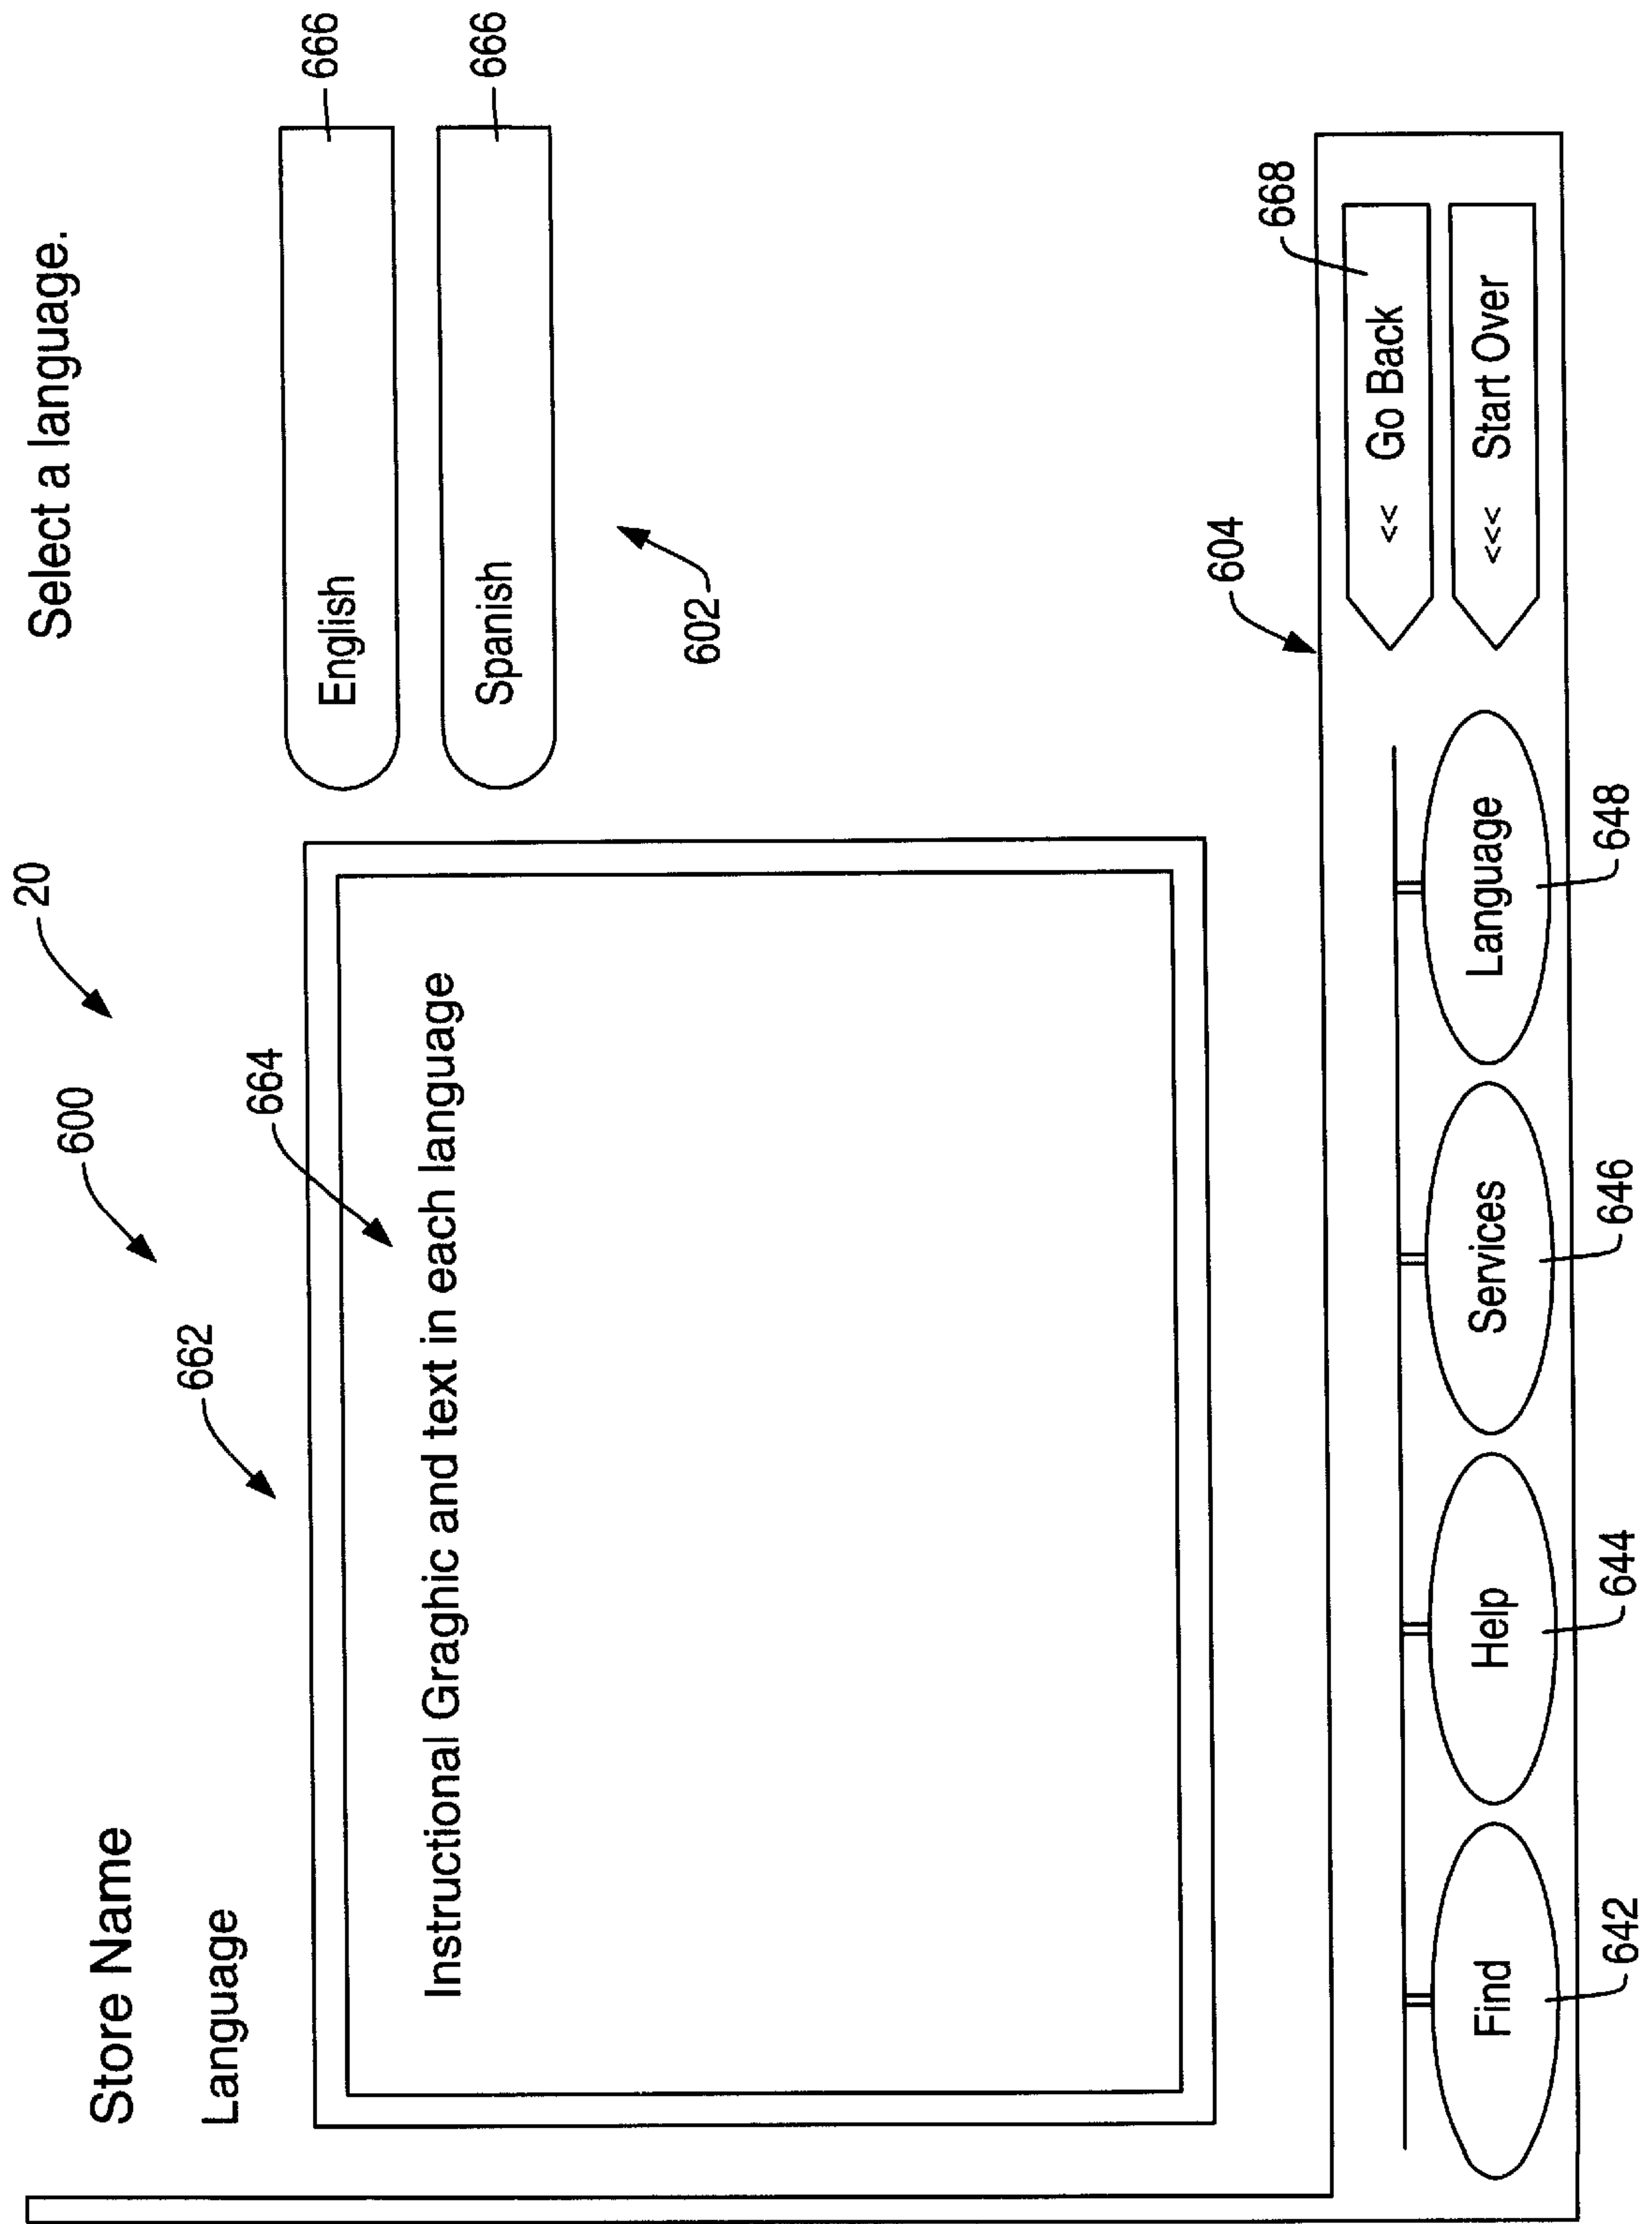 20
600
Store Name
Select a language.
Language
662
664
Instructional Graghic and text in each language
English
666
Spanish
666
602
604
668
<< Go Back
<<< Start Over
Find
Help
Services
Language
642
644
646
648